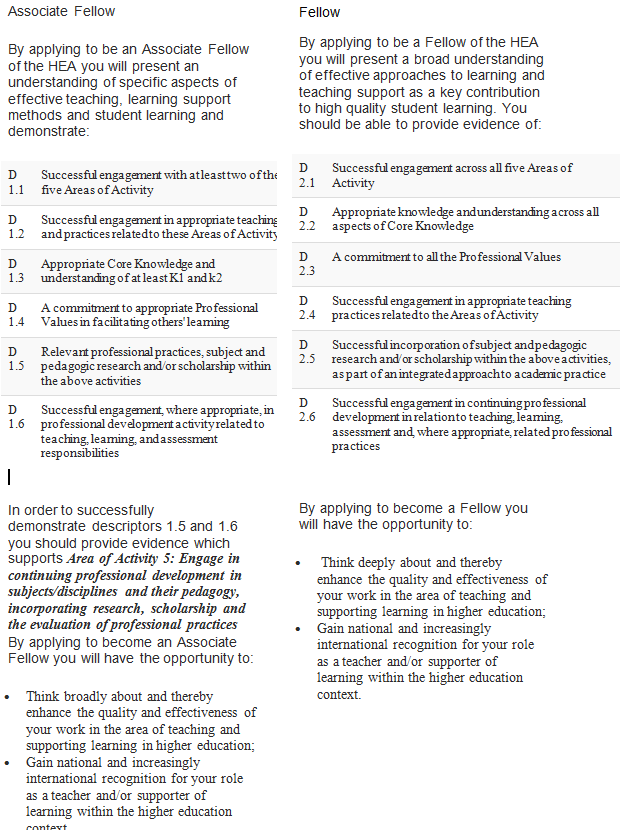 Associate Fellow
By applying to be an Associate Fellow
of the HEA you will present an
understanding of specific aspects of
effective teaching, learning support
methods and student learning and
demonstrate:
D 1.1 Successful engagement with at least two of the
five Areas of Activity
D 1.2 Successful engagement in appropriate teaching
and practices related to these Areas of Activity
D 1.3 Appropriate Core Knowledge and
understanding of at least K1 and k2
D 1.4 A commitment to appropriate Professional
Values in facilitating others' learning
D 1.5 Relevant professional practices, subject and
pedagogic research and/or scholarship within
the above activities
D 1.6 Successful engagement, where appropriate, in
professional development activity related to
teaching, learning, and assessment
responsibilities
In order to successfully
demonstrate descriptors 1.5 and 1.6
you should provide evidence which
supports Area of Activity 5: Engage in
continuing professional development in
subjects/disciplines and their pedagogy,
incorporating research, scholarship and
the evaluation of professional practices
By applying to become an Associate
Fellow you will have the opportunity to:
• Think broadly about and thereby
enhance the quality and effectiveness of
your work in the area of teaching and
supporting learning in higher education;
• Gain national and increasingly
international recognition for your role
as a teacher and/or supporter of
learning within the higher education
context.
Fellow
By applying to be a Fellow of the HEA
you will present a broad understanding
of effective approaches to learning and
teaching support as a key contribution
to high quality student learning. You
should be able to provide evidence of:
D 2.1 Successful engagement across all five Areas of
Activity
D 2.2 Appropriate knowledge and understanding across all
aspects of Core Knowledge
D 2.3 A commitment to all the Professional Values
D 2.4 Successful engagement in appropriate teaching
practices related to the Areas of Activity
D 2.5 Successful incorporation of subject and pedagogic
research and/or scholarship within the above activities,
as part of an integrated approach to academic practice
D 2.6 Successful engagement in continuing professional
development in relation to teaching, learning,
assessment and, where appropriate, related professional
practices
By applying to become a Fellow you
will have the opportunity to:
• Think deeply about and thereby
enhance the quality and effectiveness of
your work in the area of teaching and
supporting learning in higher education;
• Gain national and increasingly
international recognition for your role
as a teacher and/or supporter of
learning within the higher education
context.